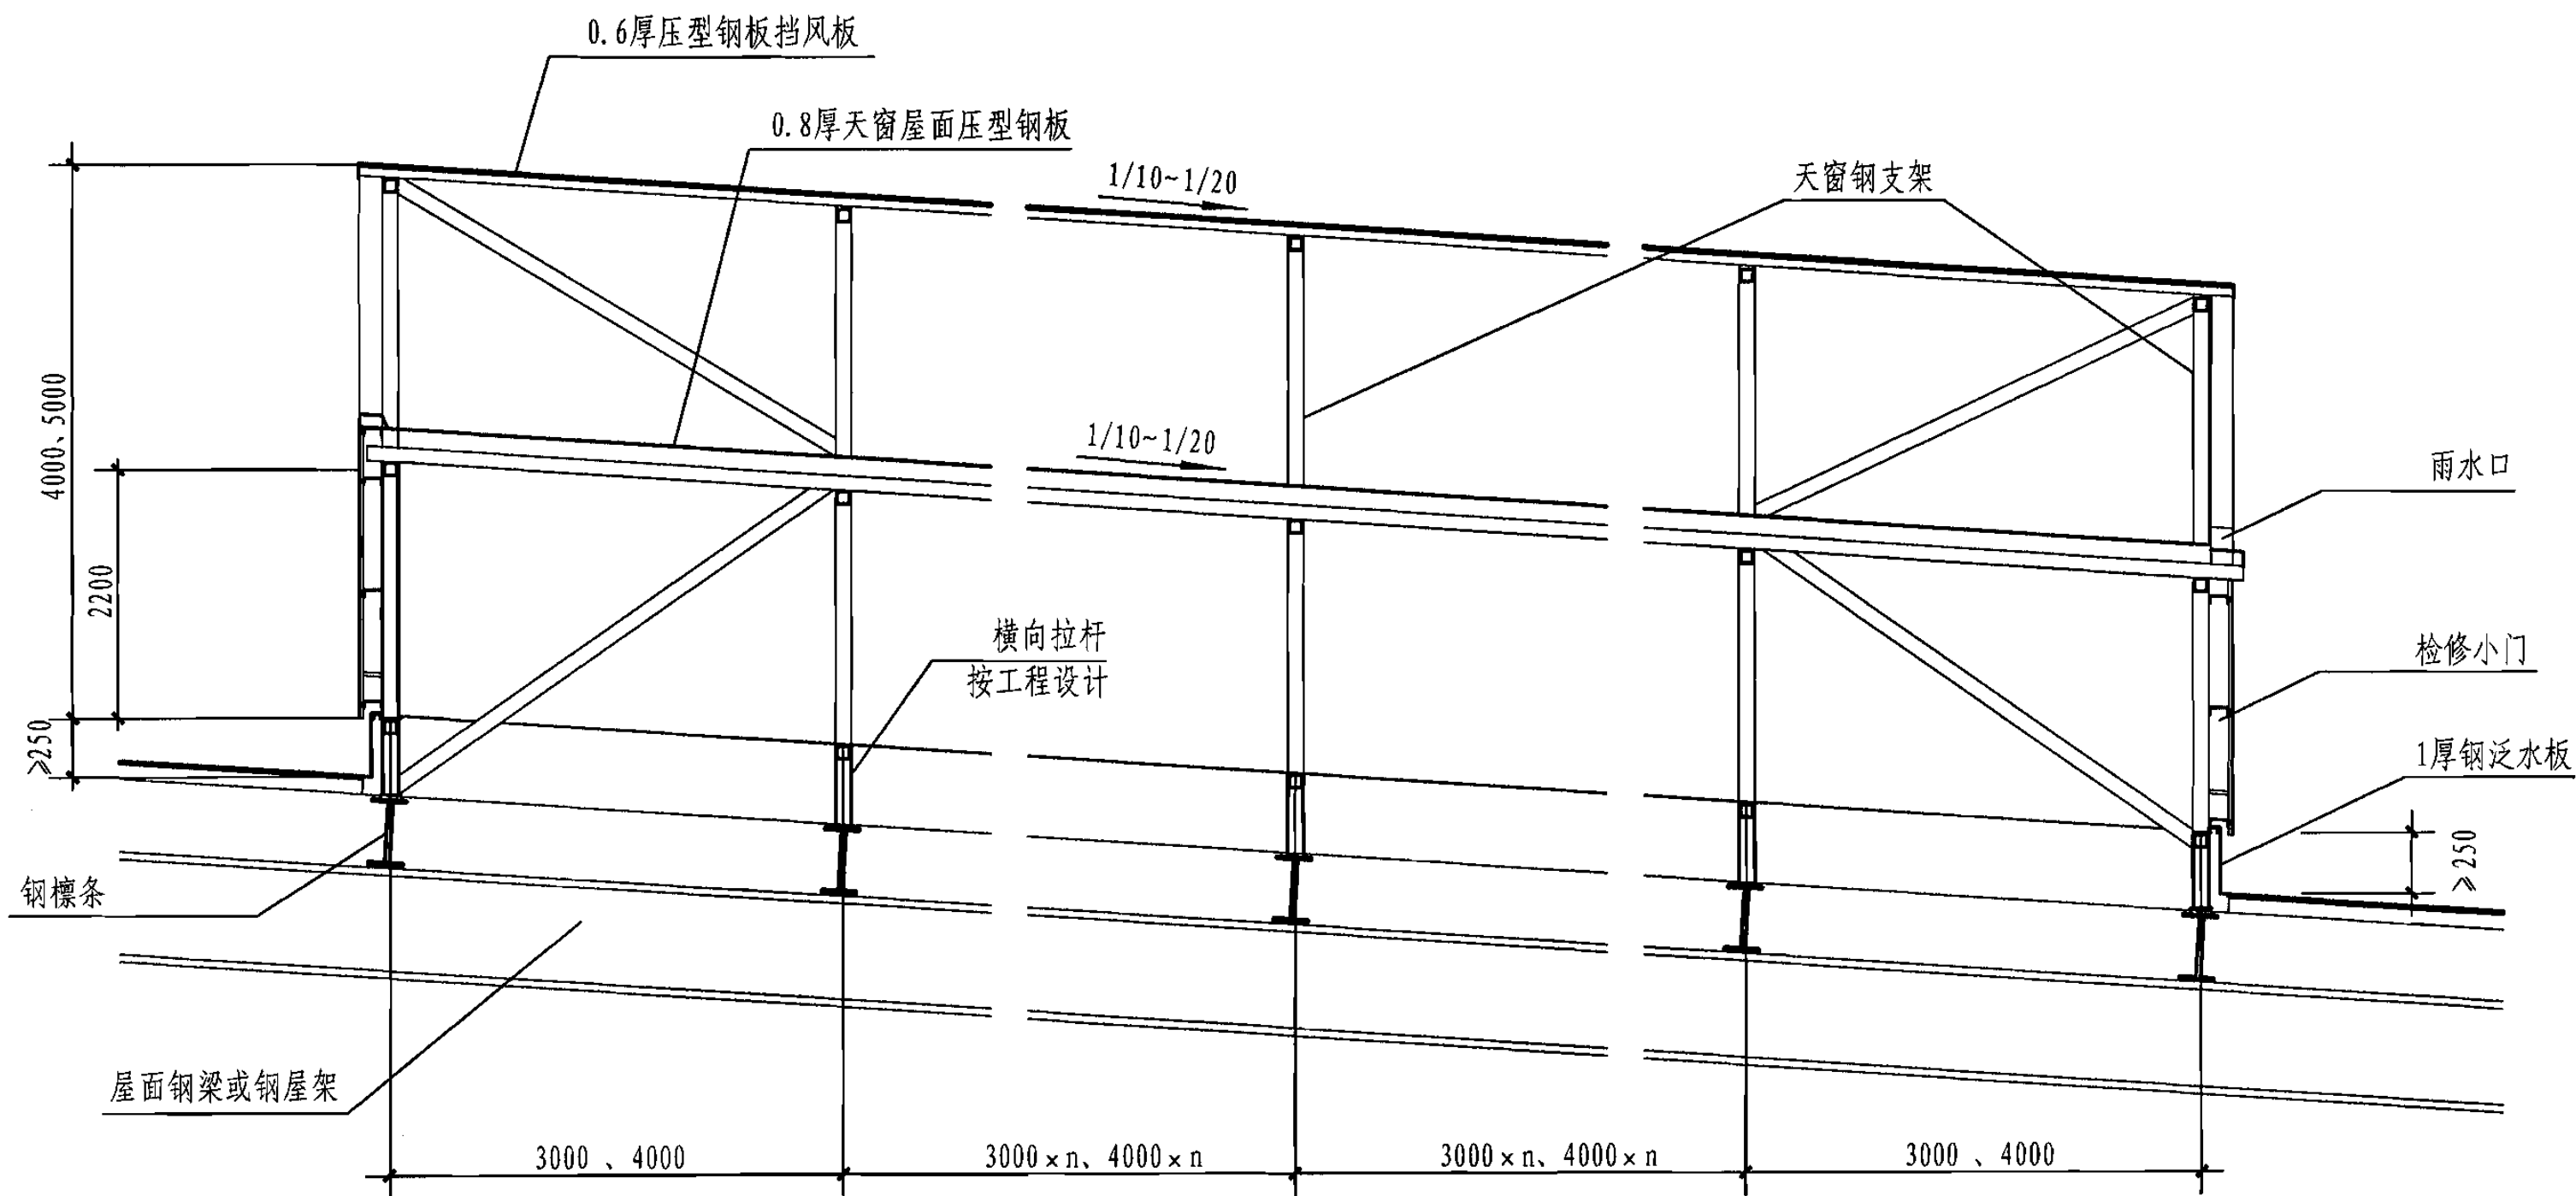 0.6厚压型钢板挡风板
0.8厚天窗屋面压型钢板
1/10~1/20
天窗钢支架
4000、5000
1/10~1/20
雨水口
2200
横向拉杆
按工程设计
检修小门
≥250
1厚钢泛水板
≥250
钢檩条
屋面钢梁或钢屋架
3000 、4000
3000×n、4000×n
3000×n、4000×n
3000 、4000